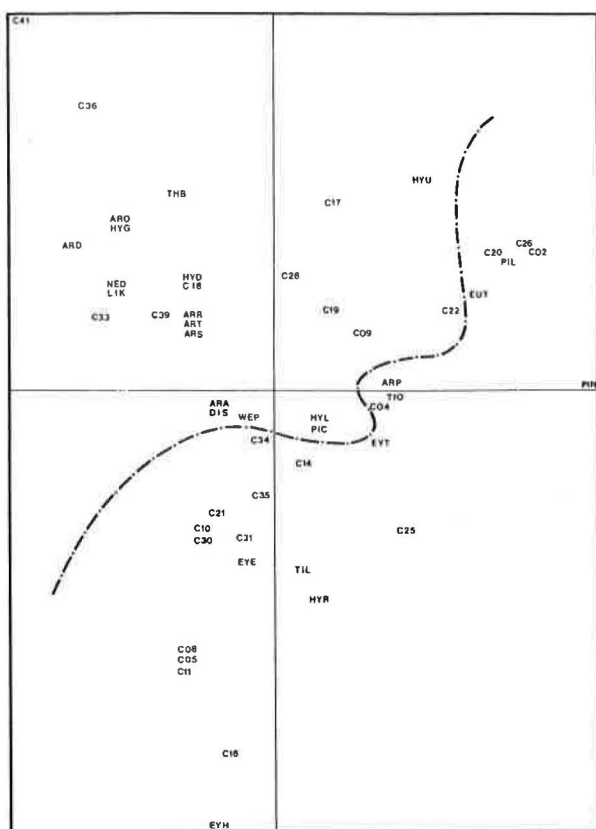 C41
C36
THB
HYU
C17
ARO
HYG
ARD
C26
C20
C02
PIL
HYD
C18
C28
NED
LIK
EUT
C33
C39
ARR
ART
ARS
C19
C22
C09
ARP
PIN
TIO
ARA
DIS
C04
WEP
HYL
PIC
C34
EYT
C14
C35
C21
C10
C30
C31
C25
EYE
TIL
HYR
C08
C05
C11
C16
EYH